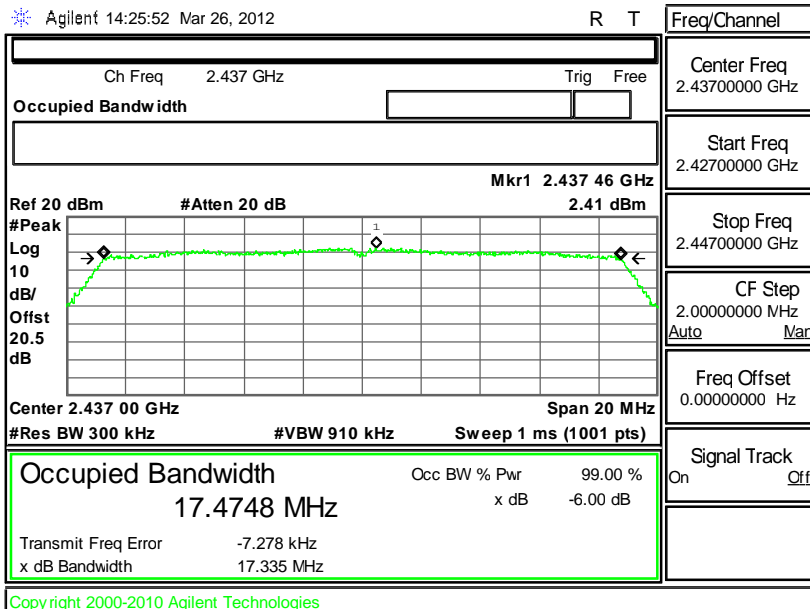 Agilent 14:25:52 Mar 26, 2012 R T
Ch Freq 2.437 GHz Trig Free
Occupied Bandwidth
Mkr1 2.437 46 GHz
Ref 20 dBm #Atten 20 dB 2.41 dBm
#Peak
Log
10
dB/
Offst
20.5
dB
1
Center 2.437 00 GHz Span 20 MHz
#Res BW 300 kHz #VBW 910 kHz Sweep 1 ms (1001 pts)
Occupied Bandwidth
17.4748 MHz
Occ BW % Pwr 99.00 %
x dB -6.00 dB
Transmit Freq Error -7.278 kHz
x dB Bandwidth 17.335 MHz
Copyright 2000-2010 Agilent Technologies
Freq/Channel
Center Freq
2.43700000 GHz
Start Freq
2.42700000 GHz
Stop Freq
2.44700000 GHz
CF Step
2.00000000 MHz
Auto Man
Freq Offset
0.00000000 Hz
Signal Track
On Off